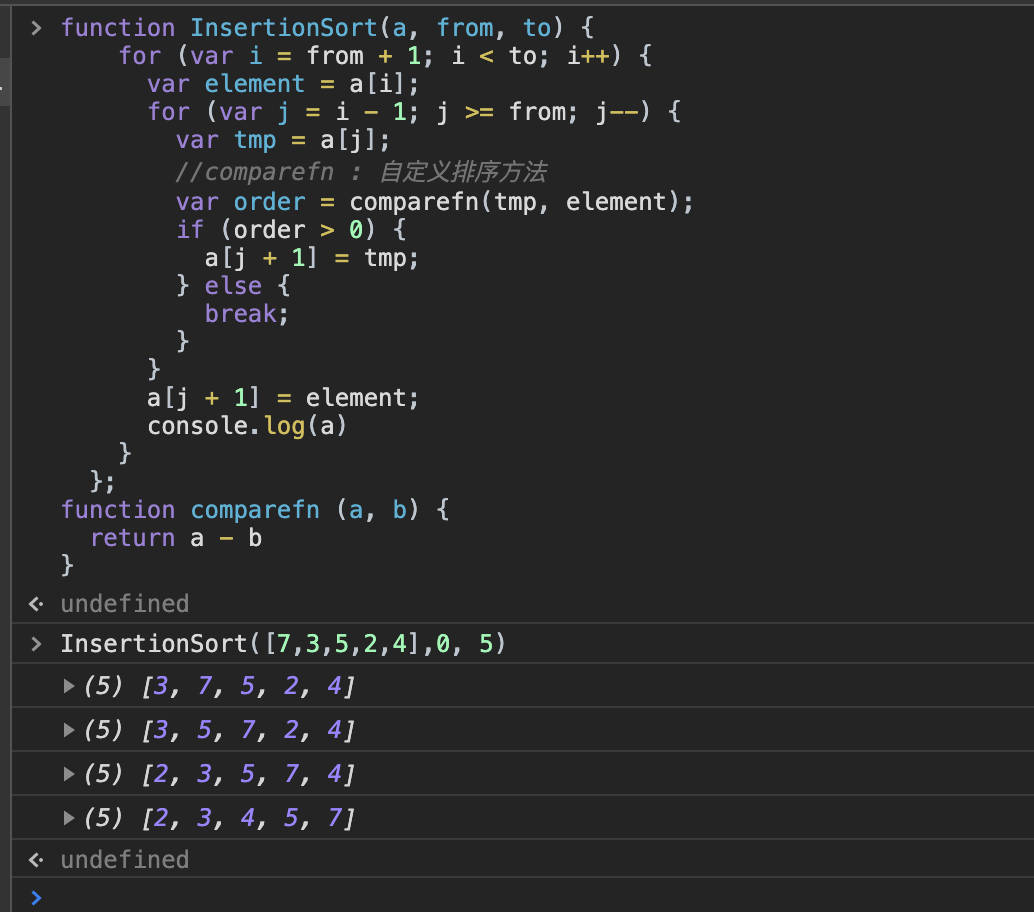 function InsertionSort(a, from, to) {
for (var i = from + 1; i < to; i++) {
var element = a[i];
for (var j = i - 1; j >= from; j--) {
var tmp = a[j];
//comparefn : 自定义排序方法
var order = comparefn(tmp, element);
if (order > 0) {
a[j + 1] = tmp;
} else {
break;
}
}
a[j + 1] = element;
console.log(a)
}
};
function comparefn (a, b) {
return a - b
}
undefined
InsertionSort([7,3,5,2,4],0, 5)
(5) [3, 7, 5, 2, 4]
(5) [3, 5, 7, 2, 4]
(5) [2, 3, 5, 7, 4]
(5) [2, 3, 4, 5, 7]
undefined